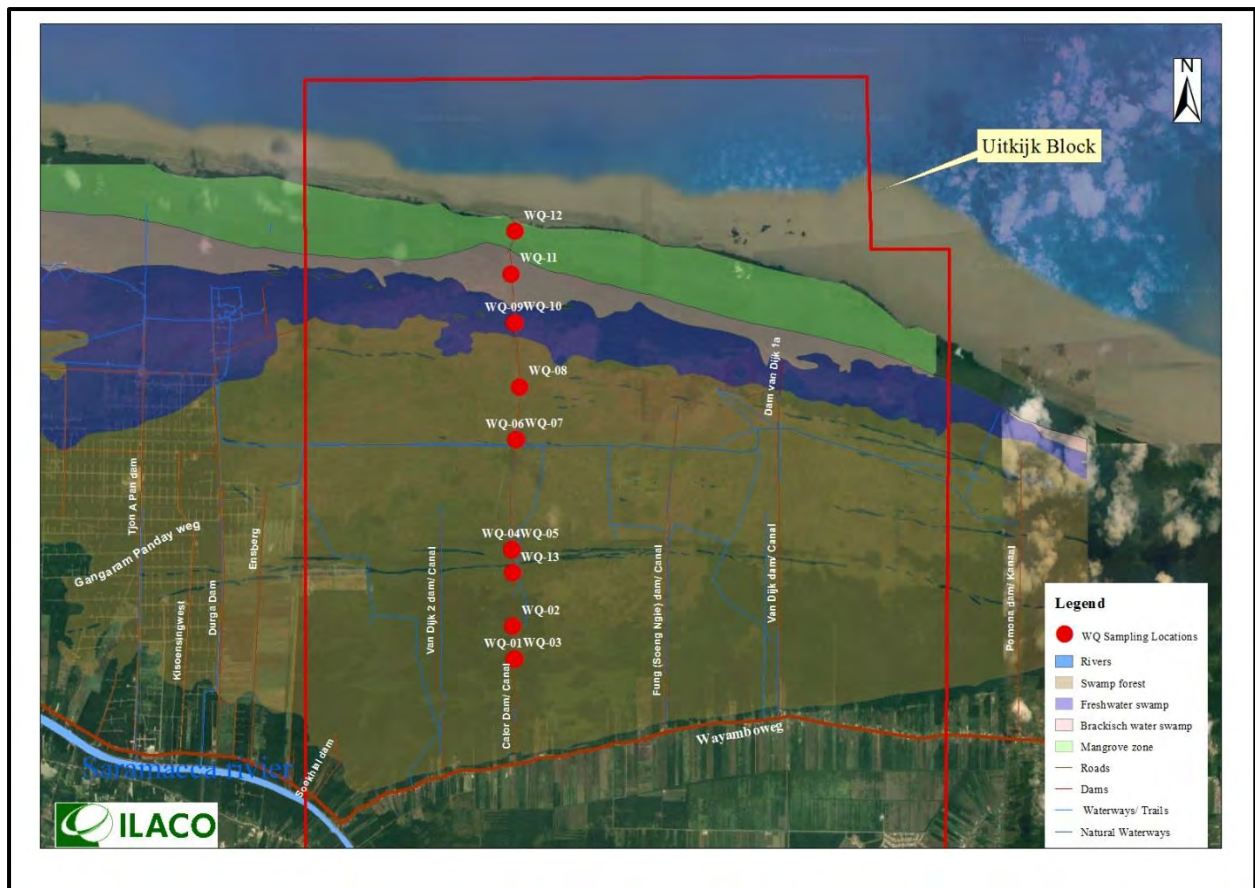 N
Uitkijk Block
WQ-12
WQ-11
WQ-09WQ-10
WQ-08
Dam van Dijk 1a
WQ-06WQ-07
Tjon A Pan dam
Gangaram Panday weg
Ensberg
Kisoensingwest
Durga Dam
WQ-04WQ-05
WQ-13
Van Dijk 2 dam/ Canal
WQ-02
WQ-01WQ-03
Calor Dam/ Canal
Fung (Soeng Ngie) dam/ Canal
Van Dijk dam/ Canal
Pomona dam/ Kanaal
Wayamboweg
Saramacca rivier
Soekhlal dam
ILACO
Legend
WQ Sampling Locations
Rivers
Swamp forest
Freshwater swamp
Brackisch water swamp
Mangrove zone
Roads
Dams
Waterways/ Trails
Natural Waterways